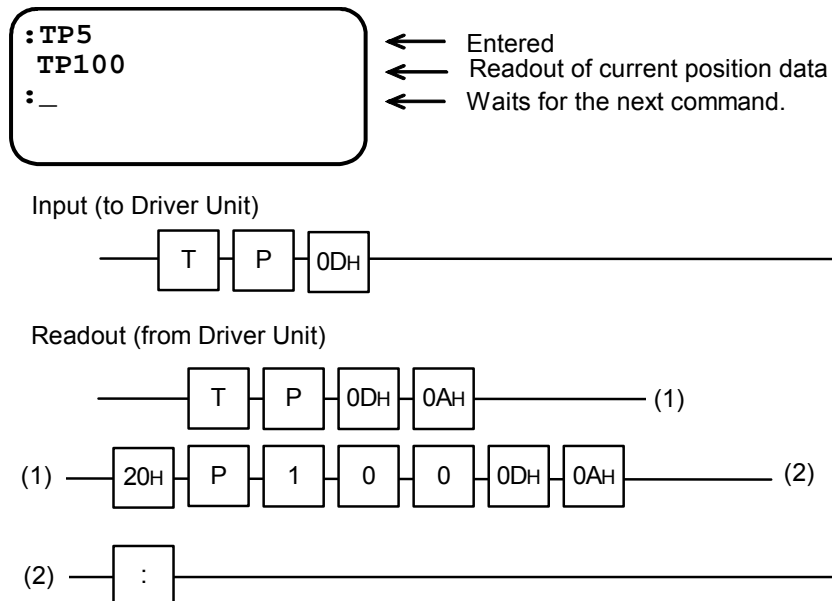 :TP5
TP100
:_
Entered
Readout of current position data
Waits for the next command.
Input (to Driver Unit)
T P 0DH
Readout (from Driver Unit)
T P 0DH 0AH (1)
(1) 20H P 1 0 0 0DH 0AH (2)
(2) :